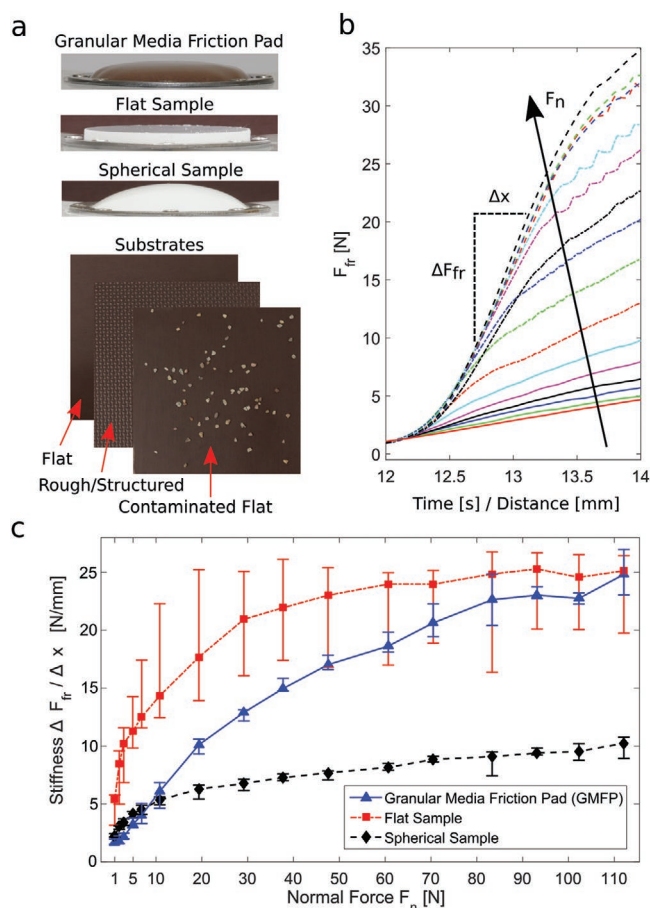 a
Granular Media Friction Pad
Flat Sample
Spherical Sample
Substrates
Flat
Rough/Structured
Contaminated Flat
b
35
30
25
20
15
10
5
0
F_fr [N]
F_n
Δx
ΔF_fr
12
12.5
13
13.5
14
Time [s] / Distance [mm]
c
25
20
15
10
5
0
Stiffness Δ F_fr / Δ x [N/mm]
Granular Media Friction Pad (GMFP)
Flat Sample
Spherical Sample
1 5 10 20 30 40 50 60 70 80 90 100 110
Normal Force F_n [N]